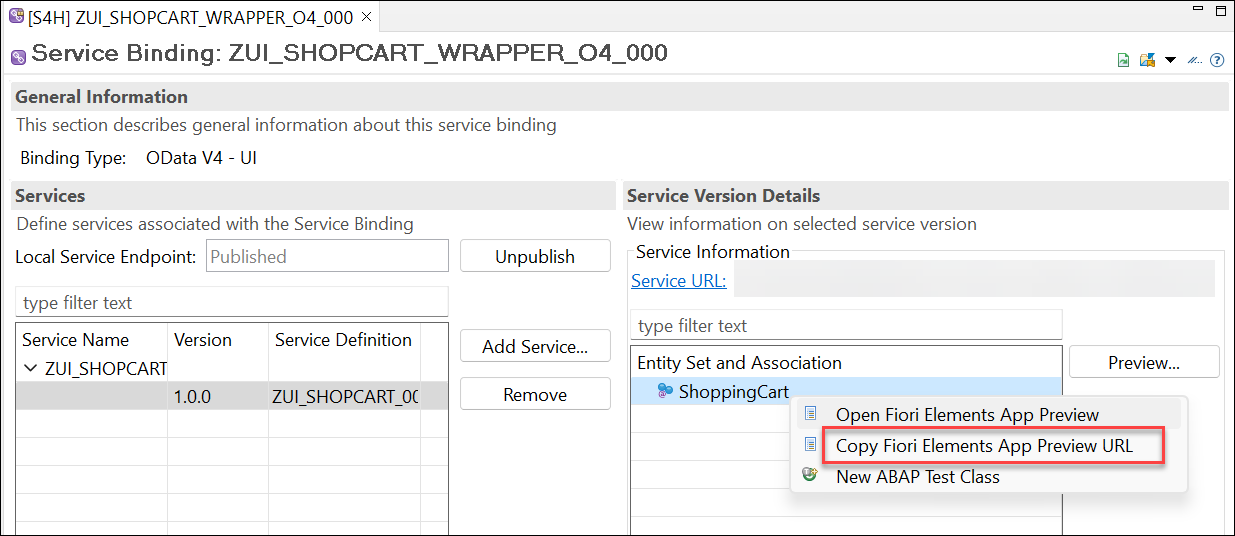 [S4H] ZUI_SHOPCART_WRAPPER_O4_000
Service Binding: ZUI_SHOPCART_WRAPPER_O4_000
General Information
This section describes general information about this service binding
Binding Type: OData V4 - UI
Services
Define services associated with the Service Binding
Local Service Endpoint: Published
Unpublish
type filter text
Service Name Version Service Definition
ZUI_SHOPCART
1.0.0 ZUI_SHOPCART_00
Add Service...
Remove
Service Version Details
View information on selected service version
Service Information
Service URL:
type filter text
Entity Set and Association
ShoppingCart
Preview...
Open Fiori Elements App Preview
Copy Fiori Elements App Preview URL
New ABAP Test Class